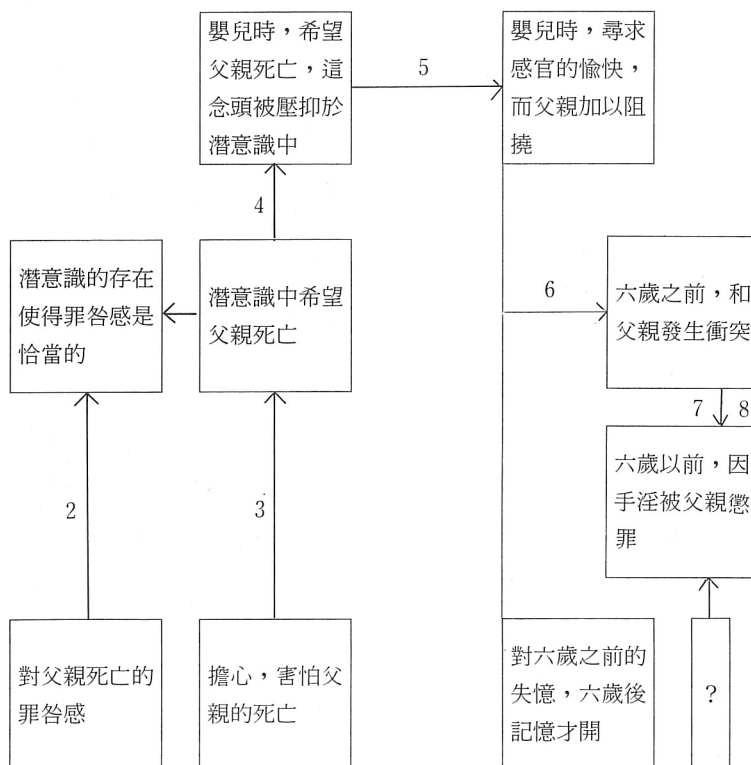 嬰兒時，希望
父親死亡，這
念頭被壓抑於
潛意識中
5
嬰兒時，尋求
感官的愉快，
而父親加以阻
撓
4
潛意識的存在
使得罪咎感是
恰當的
潛意識中希望
父親死亡
6
六歲之前，和
父親發生衝突
7
8
六歲以前，因
手淫被父親懲
罪
2
3
對父親死亡的
罪咎感
擔心，害怕父
親的死亡
對六歲之前的
失憶，六歲後
記憶才開
？